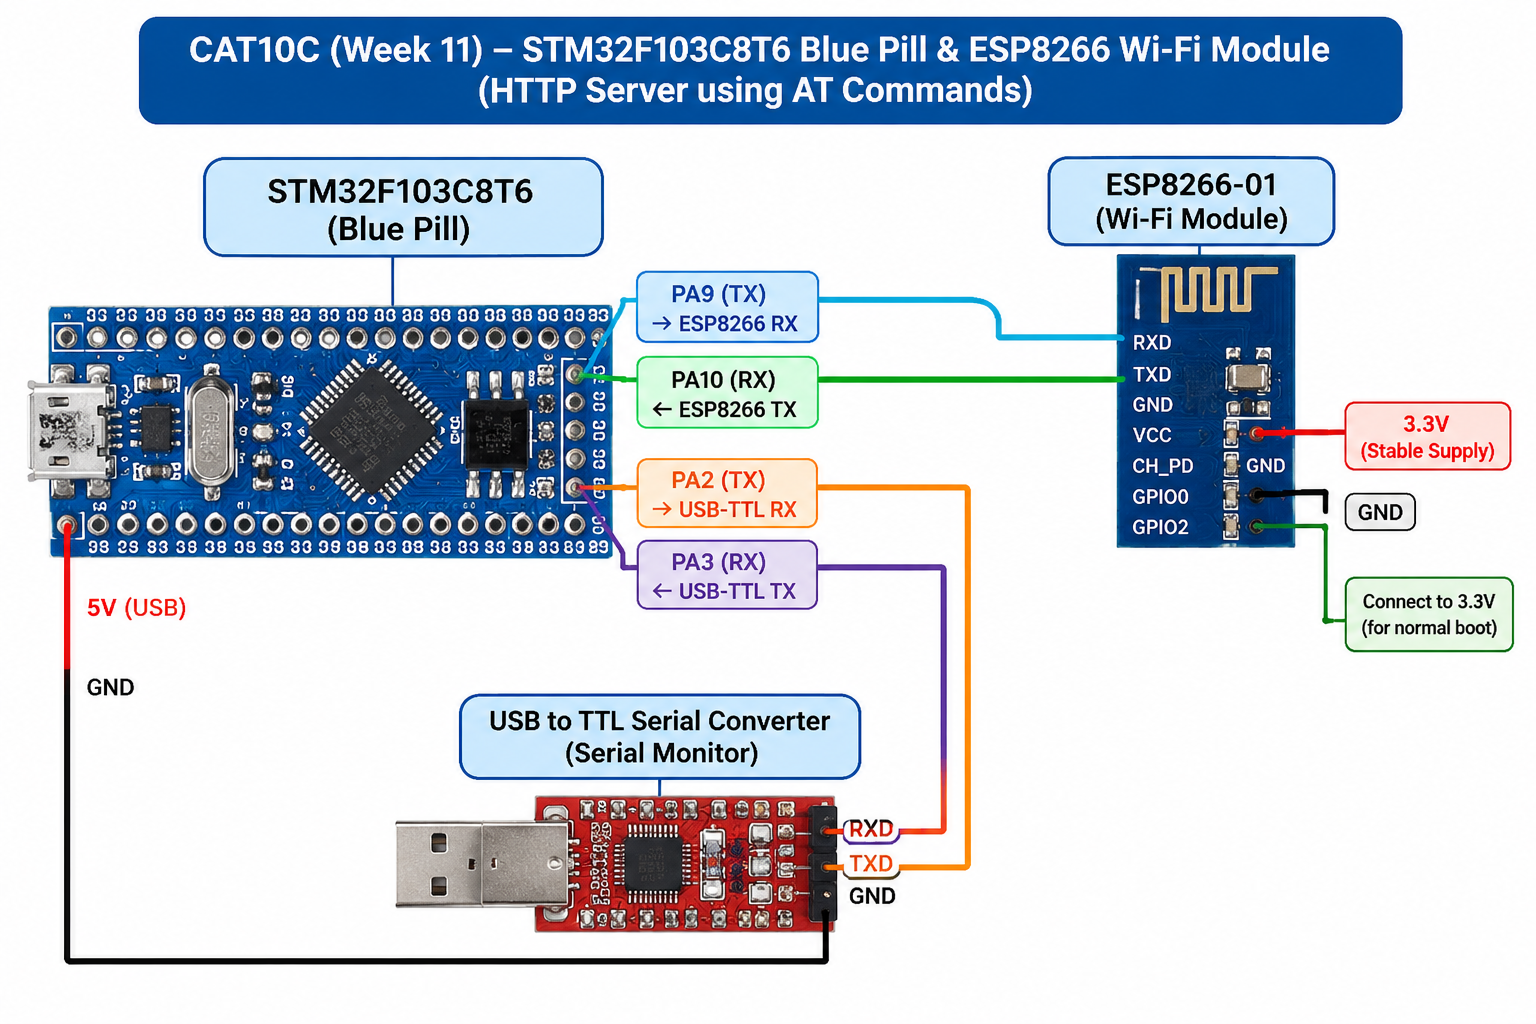 CAT10C (Week 11) – STM32F103C8T6 Blue Pill & ESP8266 Wi-Fi Module
(HTTP Server using AT Commands)
STM32F103C8T6
(Blue Pill)
ESP8266-01
(Wi-Fi Module)
PA9 (TX)
→ ESP8266 RX
PA10 (RX)
← ESP8266 TX
PA2 (TX)
→ USB-TTL RX
PA3 (RX)
← USB-TTL TX
RXD
TXD
GND
VCC
CH_PD
GND
GPIO0
GPIO2
3.3V
(Stable Supply)
GND
Connect to 3.3V
(for normal boot)
5V (USB)
GND
USB to TTL Serial Converter
(Serial Monitor)
RXD
TXD
GND